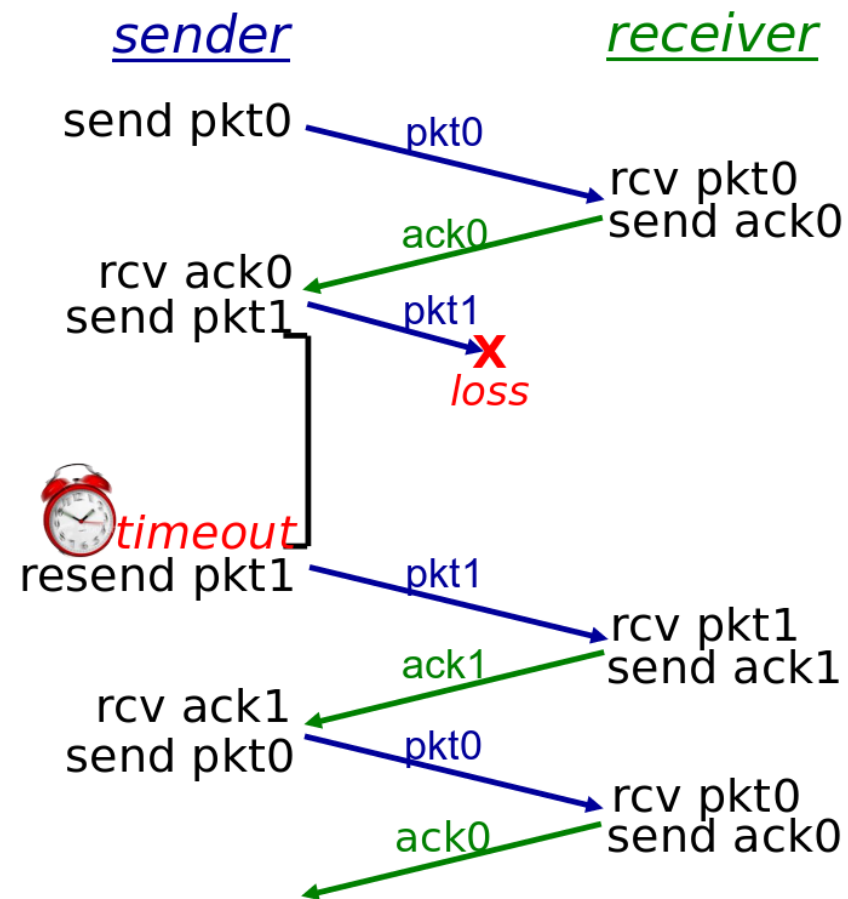 sender
receiver
send pkt0
pkt0
rcv pkt0
send ack0
ack0
rcv ack0
send pkt1
pkt1
X
loss
timeout
resend pkt1
pkt1
rcv pkt1
send ack1
ack1
rcv ack1
send pkt0
pkt0
rcv pkt0
send ack0
ack0